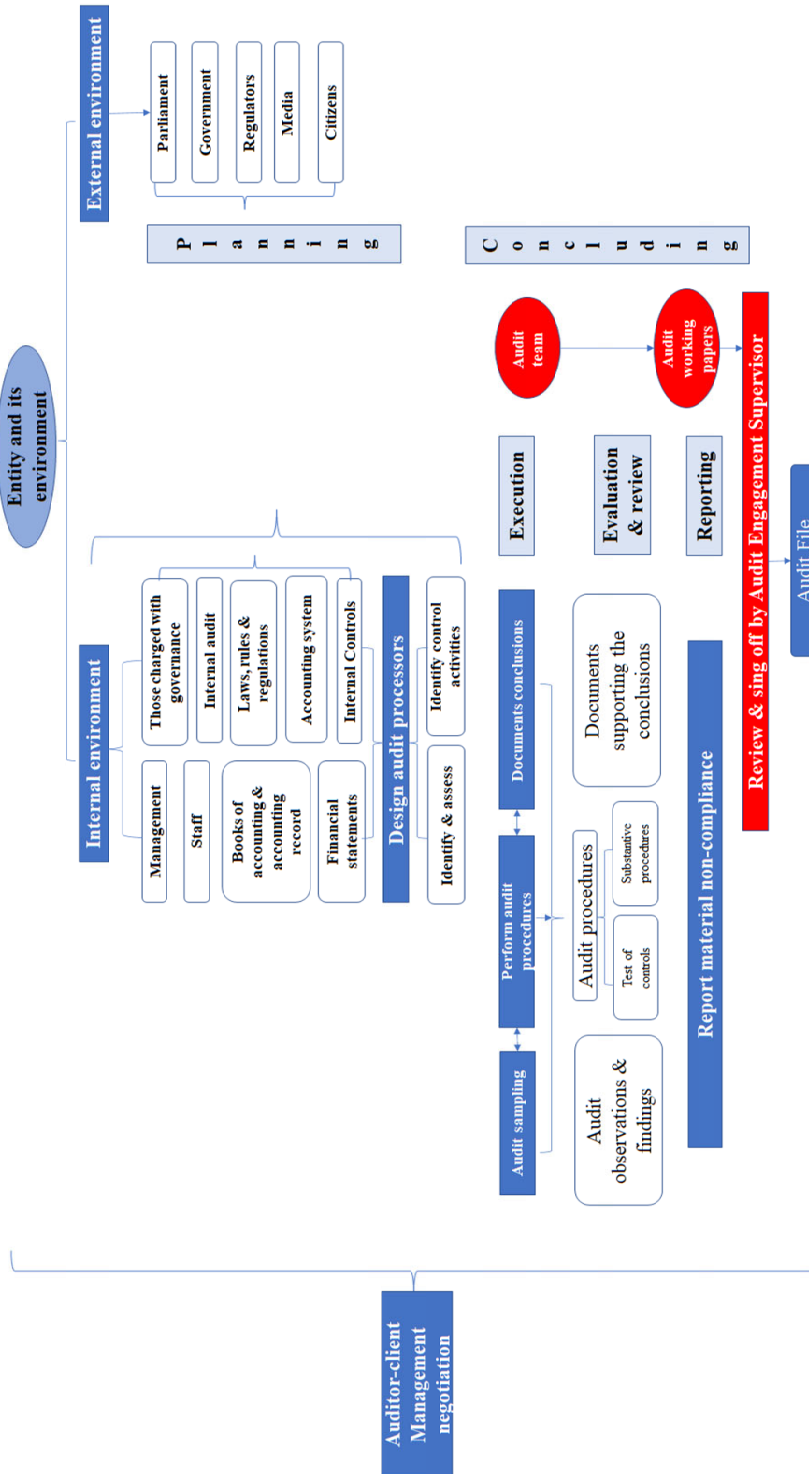 Entity and its
environment
Internal environment
External environment
Management
Those charged with
governance
Staff
Internal audit
Books of
accounting &
accounting
record
Laws, rules &
regulations
Financial
statements
Accounting system
Internal Controls
Design audit processors
Identify & assess
Identify control
activities
Parliament
Government
Regulators
Media
Citizens
P
l
a
n
n
i
n
g
Auditor-client
Management
negotiation
Audit sampling
Perform audit
procedures
Documents conclusions
Execution
Audit
team
C
o
n
c
l
u
d
i
n
g
Audit
observations &
findings
Audit procedures
Test of
controls
Substantive
procedures
Documents
supporting the
conclusions
Evaluation
& review
Report material non-compliance
Reporting
Audit
working
papers
Review & sing off by Audit Engagement Supervisor
Audit File